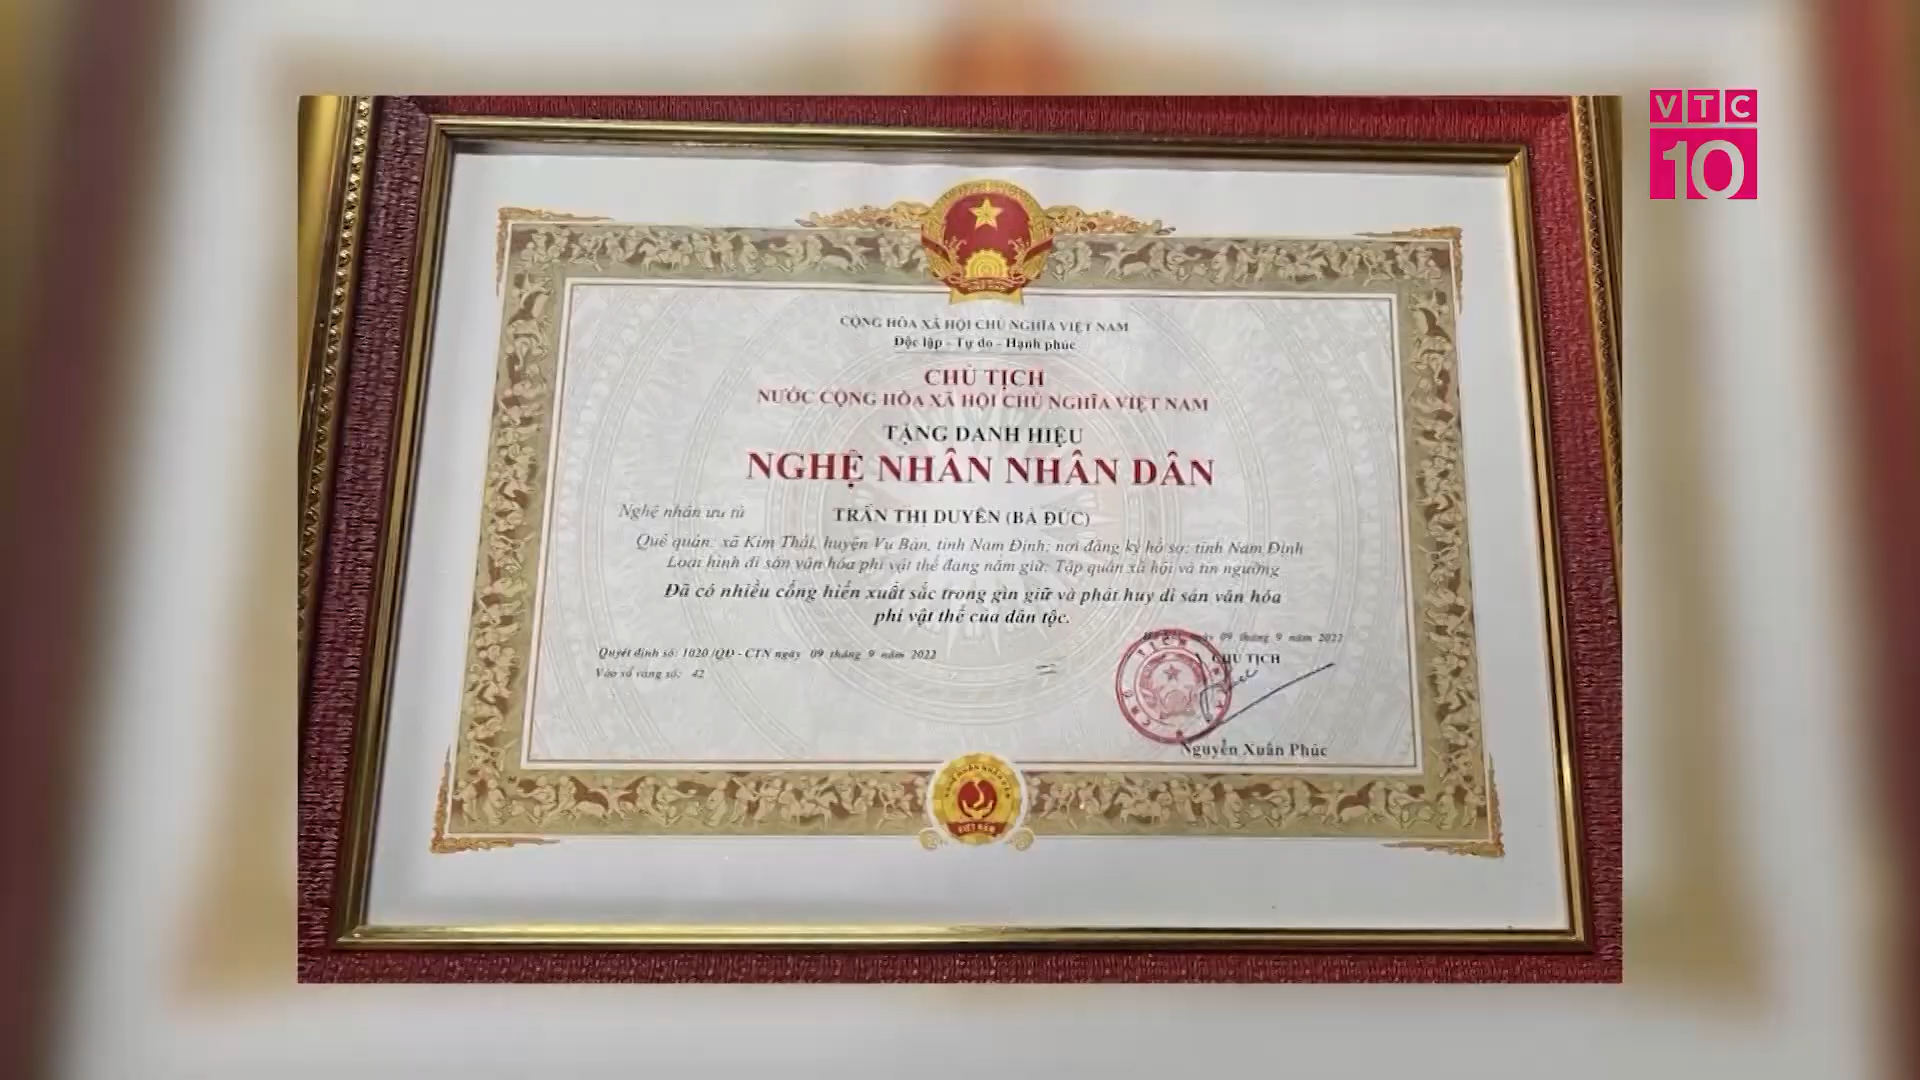 VTC
10
CỘNG HÒA XÃ HỘI CHỦ NGHĨA VIỆT NAM
Độc lập - Tự do - Hạnh phúc
CHỦ TỊCH
NƯỚC CỘNG HÒA XÃ HỘI CHỦ NGHĨA VIỆT NAM
TẶNG DANH HIỆU
NGHỆ NHÂN NHÂN DÂN
Nghệ nhân ưu tú TRẦN THỊ DUYÊN (BÀ ĐỨC)
Quê quán: xã Kim Thái, huyện Vụ Bản, tỉnh Nam Định; nơi đăng ký hồ sơ: tỉnh Nam Định
Loại hình di sản văn hóa phi vật thể đang nắm giữ: Tập quán xã hội và tín ngưỡng
Đã có nhiều cống hiến xuất sắc trong gìn giữ và phát huy di sản văn hóa
phi vật thể của dân tộc.
ngày 09 tháng 9 năm 2022
Quyết định số: 1020 /QĐ - CTN ngày 09 tháng 9 năm 2022
CHỦ TỊCH
Vào sổ vàng số: 42
Nguyễn Xuân Phúc
VIỆT NAM